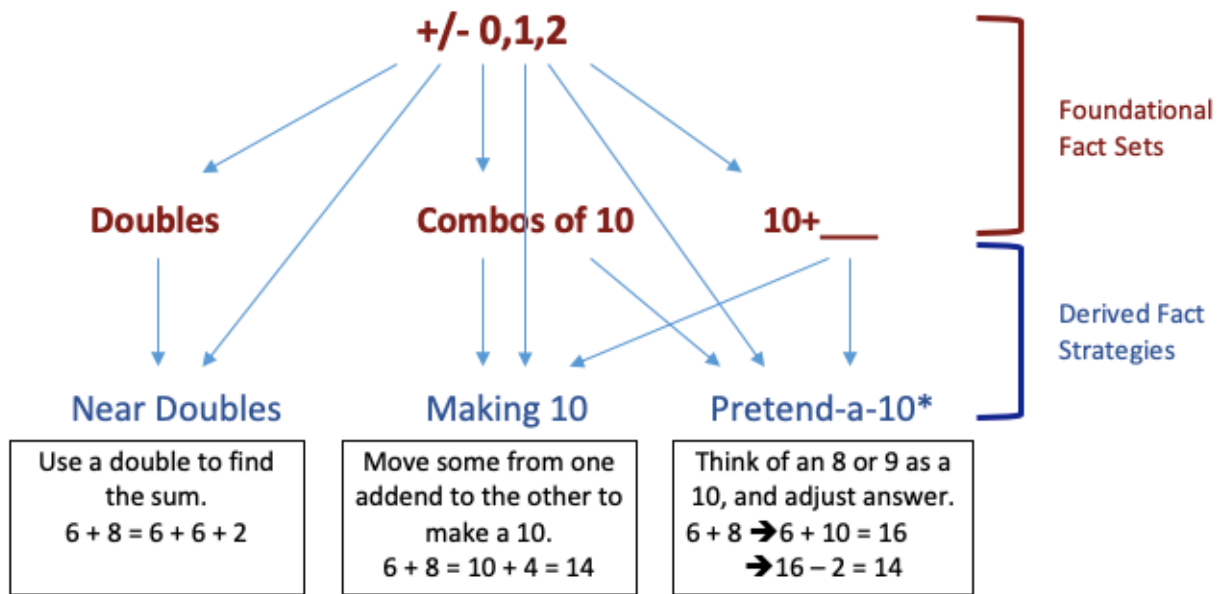 +/- 0,1,2
Foundational
Fact Sets
Doubles
Combos of 10
10+___
Derived Fact
Strategies
Near Doubles
Making 10
Pretend-a-10*
Use a double to find
the sum.
6 + 8 = 6 + 6 + 2
Move some from one
addend to the other to
make a 10.
6 + 8 = 10 + 4 = 14
Think of an 8 or 9 as a
10, and adjust answer.
6 + 8 ➔6 + 10 = 16
➔16 – 2 = 14